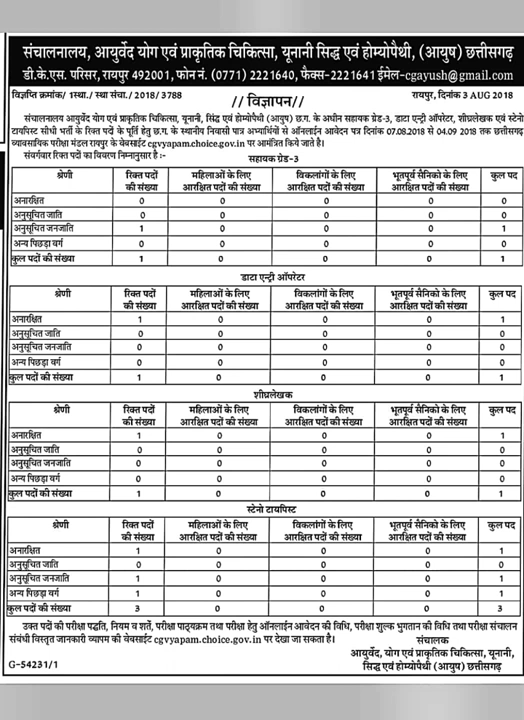 संचालनालय, आयुर्वेद योग एवं प्राकृतिक चिकित्सा, यूनानी सिद्ध एवं होम्योपैथी, (आयुष) छत्तीसगढ़
डी.के.एस. परिसर, रायपुर 492001, फोन नं. (0771) 2221640, फैक्स-2221641 ईमेल-cgayush@gmail.com
विज्ञप्ति क्रमांक/ 1स्था./ स्था संचा./2018/3788 रायपुर, दिनांक 3 AUG 2018
// विज्ञापन//
संचालनालय आयुर्वेद योग एवं प्राकृतिक चिकित्सा, यूनानी, सिद्ध एवं होम्योपैथी (आयुष) छ.ग. के अधीन सहायक ग्रेड-3, डाटा एन्ट्री ऑपरेटर, शीघ्रलेखक एवं स्टेनो
टायपिस्ट सीधी भर्ती के रिक्त पदों के पूर्ति हेतु छ.ग. के स्थानीय निवासी पात्र अभ्यार्थियों से ऑनलाईन आवेदन पत्र दिनांक 07.08.2018 से 04.09 2018 तक छत्तीसगढ़
व्यावसायिक परीक्षा मंडल रायपुर के वेबसाईट cgvyapam.choice.gov.in पर आमंत्रित किये जाते है।
संवर्गवार रिक्त पदों का विवरण निम्नानुसार है :-
सहायक ग्रेड-3
श्रेणी रिक्त पदों महिलाओं के लिए विकलांगों के लिए भूतपूर्व सैनिको के लिए कुल पद
की संख्या आरक्षित पदों की संख्या आरक्षित पदों की संख्या आरक्षित पदों की संख्या
अनारक्षित 0 0 0 0 0
अनुसूचित जाति 0 0 0 0 0
अनुसूचित जनजाति 1 0 0 0 1
अन्य पिछड़ा वर्ग 0 0 0 0 0
कुल पदों की संख्या 1 0 0 0 1
डाटा एन्ट्री ऑपरेटर
श्रेणी रिक्त पदों महिलाओं के लिए विकलांगों के लिए भूतपूर्व सैनिको के लिए कुल पद
की संख्या आरक्षित पदों की संख्या आरक्षित पदों की संख्या आरक्षित पदों की संख्या
अनारक्षित 1 0 0 0 1
अनुसूचित जाति 0 0 0 0 0
अनुसूचित जनजाति 0 0 0 0 0
अन्य पिछड़ा वर्ग 0 0 0 0 0
कुल पदों की संख्या 1 0 0 0 1
शीघ्रलेखक
श्रेणी रिक्त पदों महिलाओं के लिए विकलांगों के लिए भूतपूर्व सैनिको के लिए कुल पद
की संख्या आरक्षित पदों की संख्या आरक्षित पदों की संख्या आरक्षित पदों की संख्या
अनारक्षित 1 0 0 0 1
अनुसूचित जाति 0 0 0 0 0
अनुसूचित जनजाति 0 0 0 0 0
अन्य पिछड़ा वर्ग 0 0 0 0 0
कुल पदों की संख्या 1 0 0 0 1
स्टेनो टायपिस्ट
श्रेणी रिक्त पदों महिलाओं के लिए विकलांगों के लिए भूतपूर्व सैनिको के लिए कुल पद
की संख्या आरक्षित पदों की संख्या आरक्षित पदों की संख्या आरक्षित पदों की संख्या
अनारक्षित 1 0 0 0 1
अनुसूचित जाति 0 0 0 0 0
अनुसूचित जनजाति 1 0 0 0 1
अन्य पिछड़ा वर्ग 1 0 0 0 1
कुल पदों की संख्या 3 0 0 0 3
उक्त पदों की परीक्षा पद्धति, नियम व शर्ते, परीक्षा पाठ्यक्रम तथा परीक्षा हेतु ऑनलाईन आवेदन की विधि, परीक्षा शुल्क भुगतान की विधि तथा परीक्षा संचालन
संबंधी विस्तृत जानकारी व्यापम की वेबसाईट cgvyapam.choice.gov.in पर देखा जा सकता है।
संचालक
आयुर्वेद, योग एवं प्राकृतिक चिकित्सा, यूनानी,
G-54231/1 सिद्ध एवं होम्योपैथी (आयुष) छत्तीसगढ़